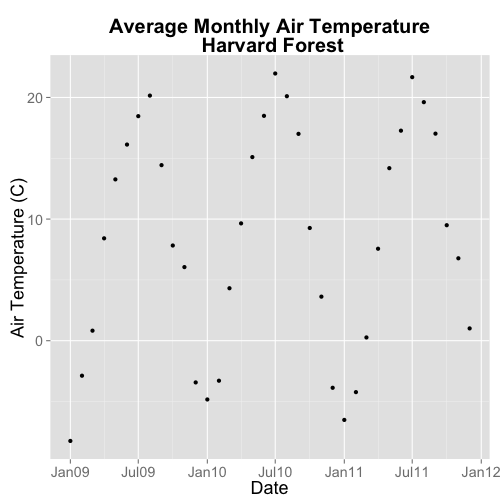 Average Monthly Air Temperature
Harvard Forest
Air Temperature (C)
20
10
0
Jan09 Jul09 Jan10 Jul10 Jan11 Jul11 Jan12
Date